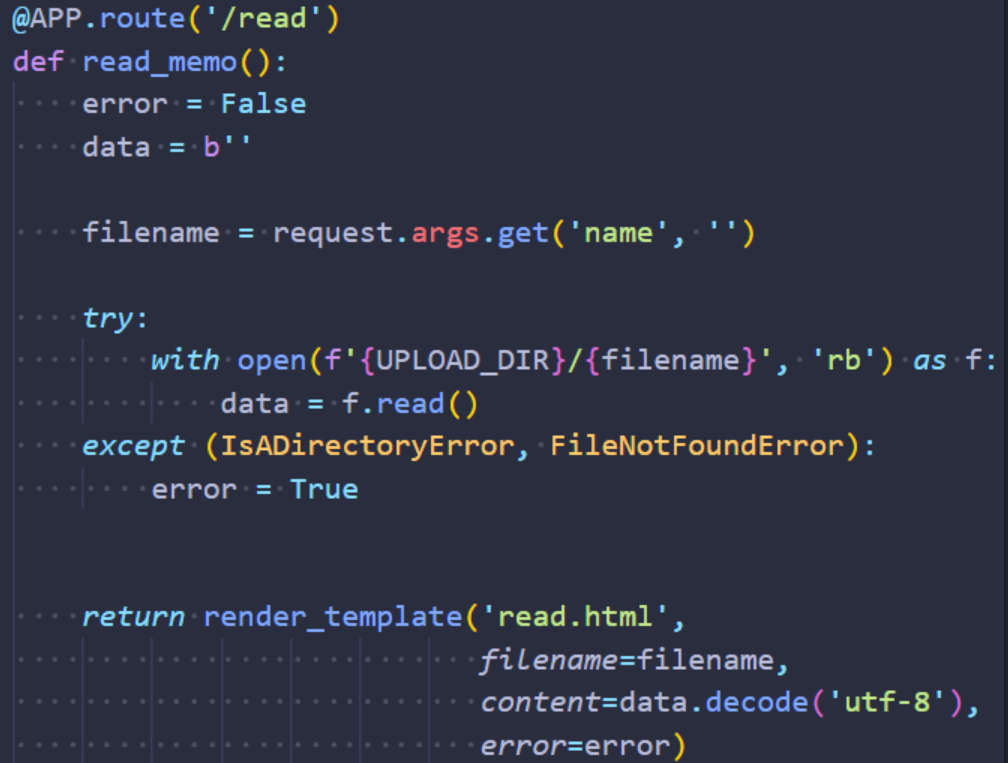 @APP.route('/read')
def read_memo():
    error = False
    data = b''
    filename = request.args.get('name', '')
    try:
        with open(f'{UPLOAD_DIR}/{filename}', 'rb') as f:
            data = f.read()
    except (IsADirectoryError, FileNotFoundError):
        error = True
    return render_template('read.html',
                           filename=filename,
                           content=data.decode('utf-8'),
                           error=error)